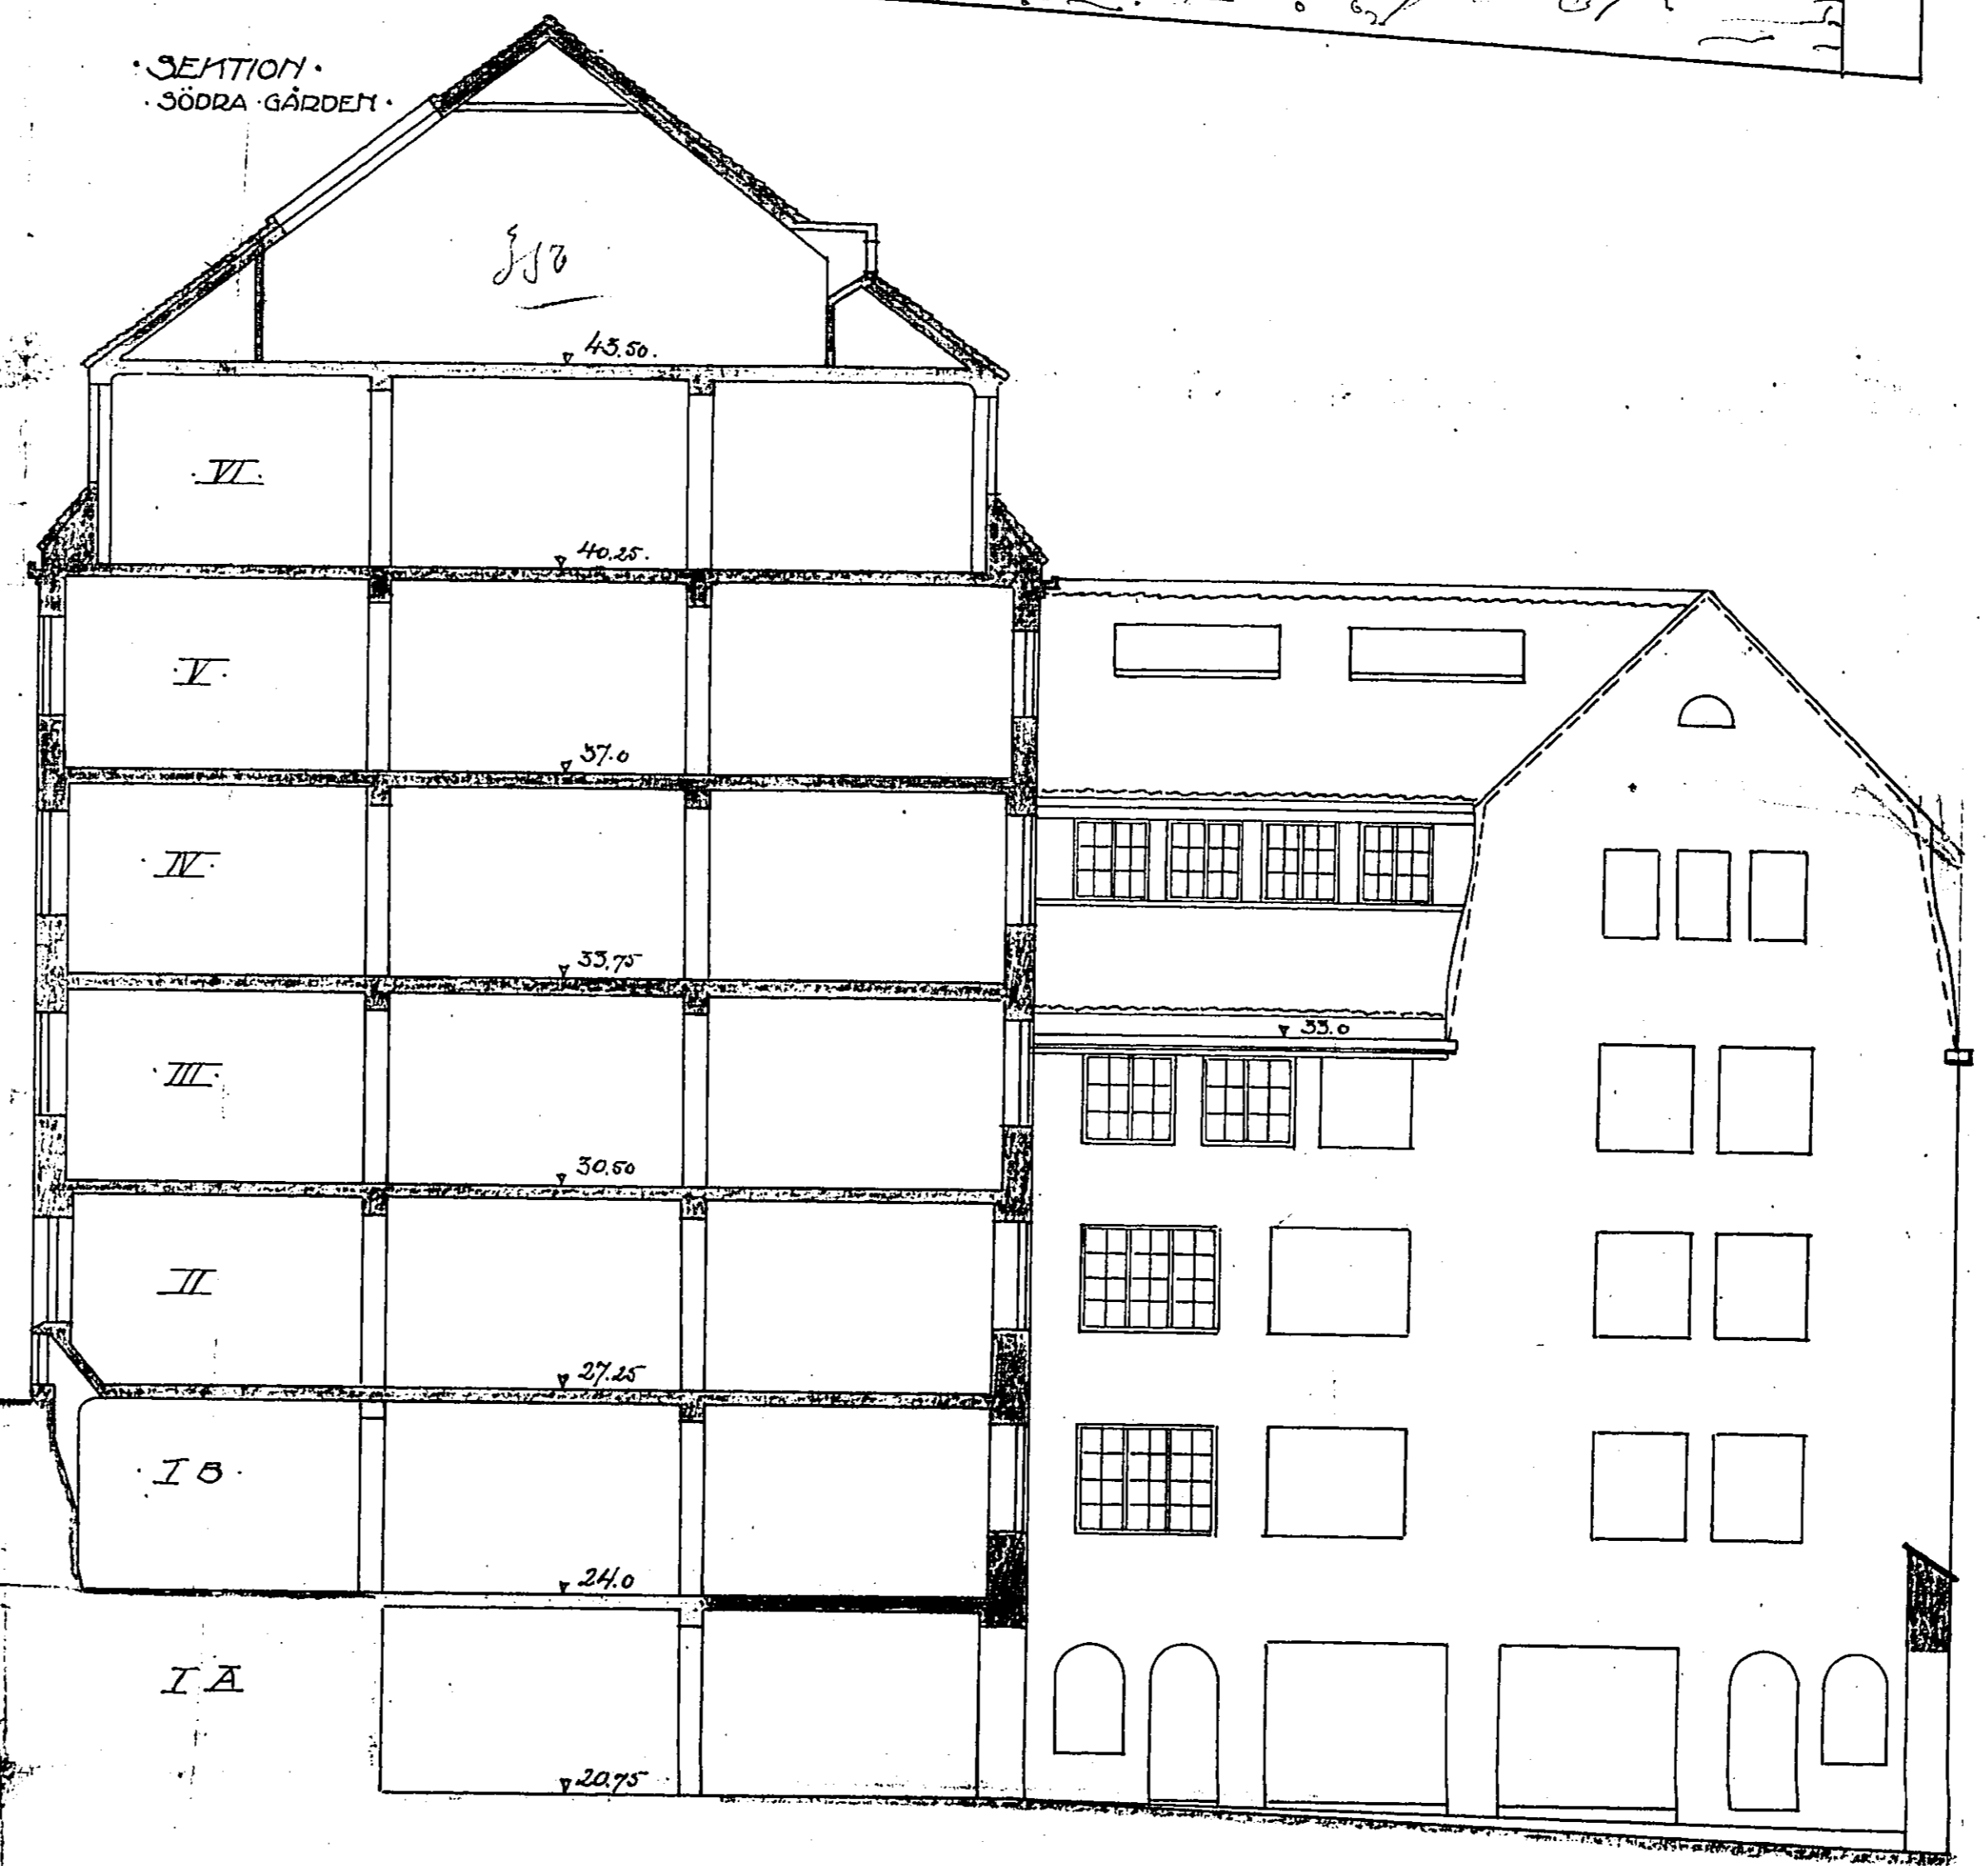 · SEKTION ·
· SÖDRA · GÅRDEN ·
43.50.
· VI ·
40.25.
· V ·
37.0
· IV ·
33.75
33.0
· III ·
30.50
II
27.25
· I B ·
24.0
I A
20.75